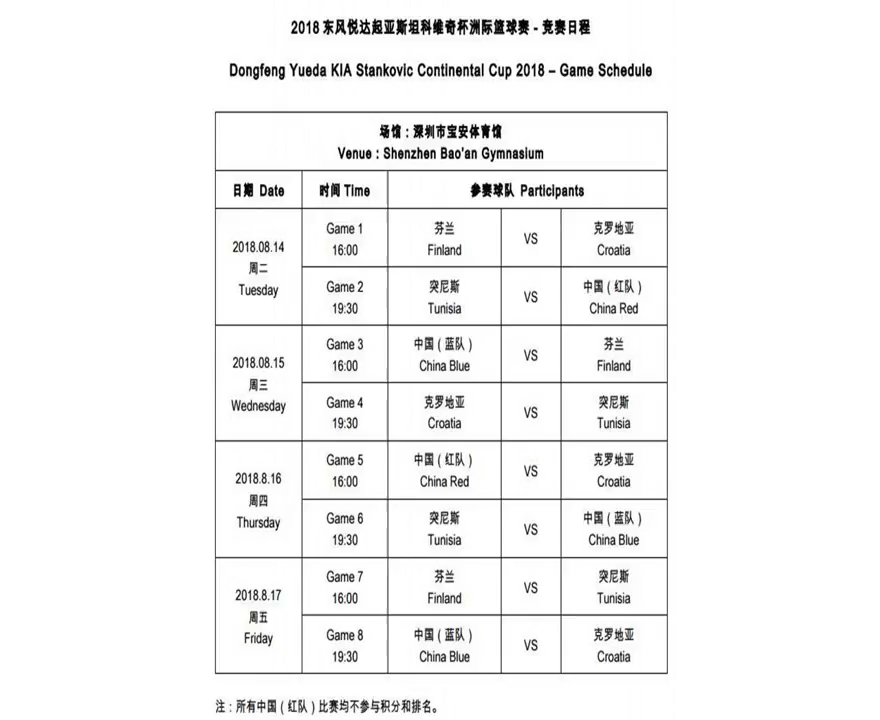 2018 东风悦达起亚斯坦科维奇杯洲际篮球赛 - 竞赛日程
Dongfeng Yueda KIA Stankovic Continental Cup 2018 – Game Schedule
场馆：深圳市宝安体育馆
Venue : Shenzhen Bao'an Gymnasium
日期 Date 时间 Time 参赛球队 Participants
2018.08.14
周二
Tuesday
Game 1
16:00
芬兰
Finland
VS
克罗地亚
Croatia
Game 2
19:30
突尼斯
Tunisia
VS
中国（红队）
China Red
2018.08.15
周三
Wednesday
Game 3
16:00
中国（蓝队）
China Blue
VS
芬兰
Finland
Game 4
19:30
克罗地亚
Croatia
VS
突尼斯
Tunisia
2018.8.16
周四
Thursday
Game 5
16:00
中国（红队）
China Red
VS
克罗地亚
Croatia
Game 6
19:30
突尼斯
Tunisia
VS
中国（蓝队）
China Blue
2018.8.17
周五
Friday
Game 7
16:00
芬兰
Finland
VS
突尼斯
Tunisia
Game 8
19:30
中国（蓝队）
China Blue
VS
克罗地亚
Croatia
注：所有中国（红队）比赛均不参与积分和排名。